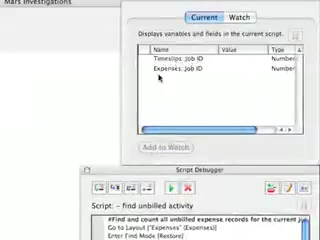 Mars Investigations
Current Watch
Displays variables and fields in the current script.
Name Value Type
Timeslips: Job ID Number
Expenses: Job ID Number
Add to Watch
Script Debugger
Script: - find unbilled activity
#Find and count all unbilled expense records for the current
Go to Layout ["Expenses" (Expenses)]
Enter Find Mode [Restore]